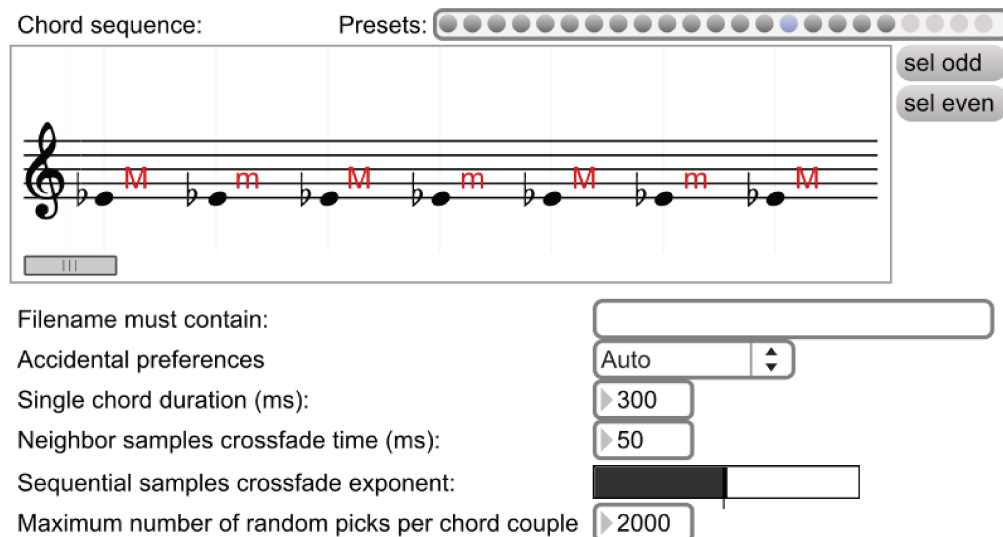 Chord sequence: Presets:
sel odd
sel even
M m M m M m M
Filename must contain:
Accidental preferences Auto
Single chord duration (ms): 300
Neighbor samples crossfade time (ms): 50
Sequential samples crossfade exponent:
Maximum number of random picks per chord couple 2000